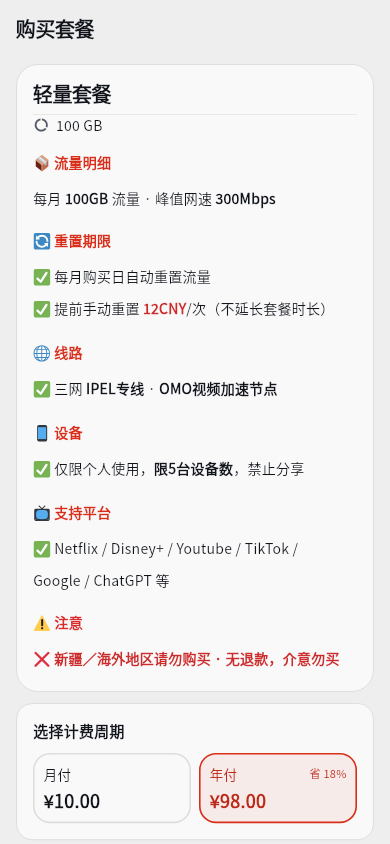 购买套餐
轻量套餐
100 GB
📦 流量明细
每月 100GB 流量 · 峰值网速 300Mbps
🔄 重置期限
✅ 每月购买日自动重置流量
✅ 提前手动重置 12CNY/次（不延长套餐时长）
🌐 线路
✅ 三网 IPEL专线 · OMO视频加速节点
📱 设备
✅ 仅限个人使用，限5台设备数，禁止分享
📺 支持平台
✅ Netflix / Disney+ / Youtube / TikTok /
Google / ChatGPT 等
⚠️ 注意
❌ 新疆／海外地区请勿购买 · 无退款，介意勿买
选择计费周期
月付
¥10.00
年付 省 18%
¥98.00